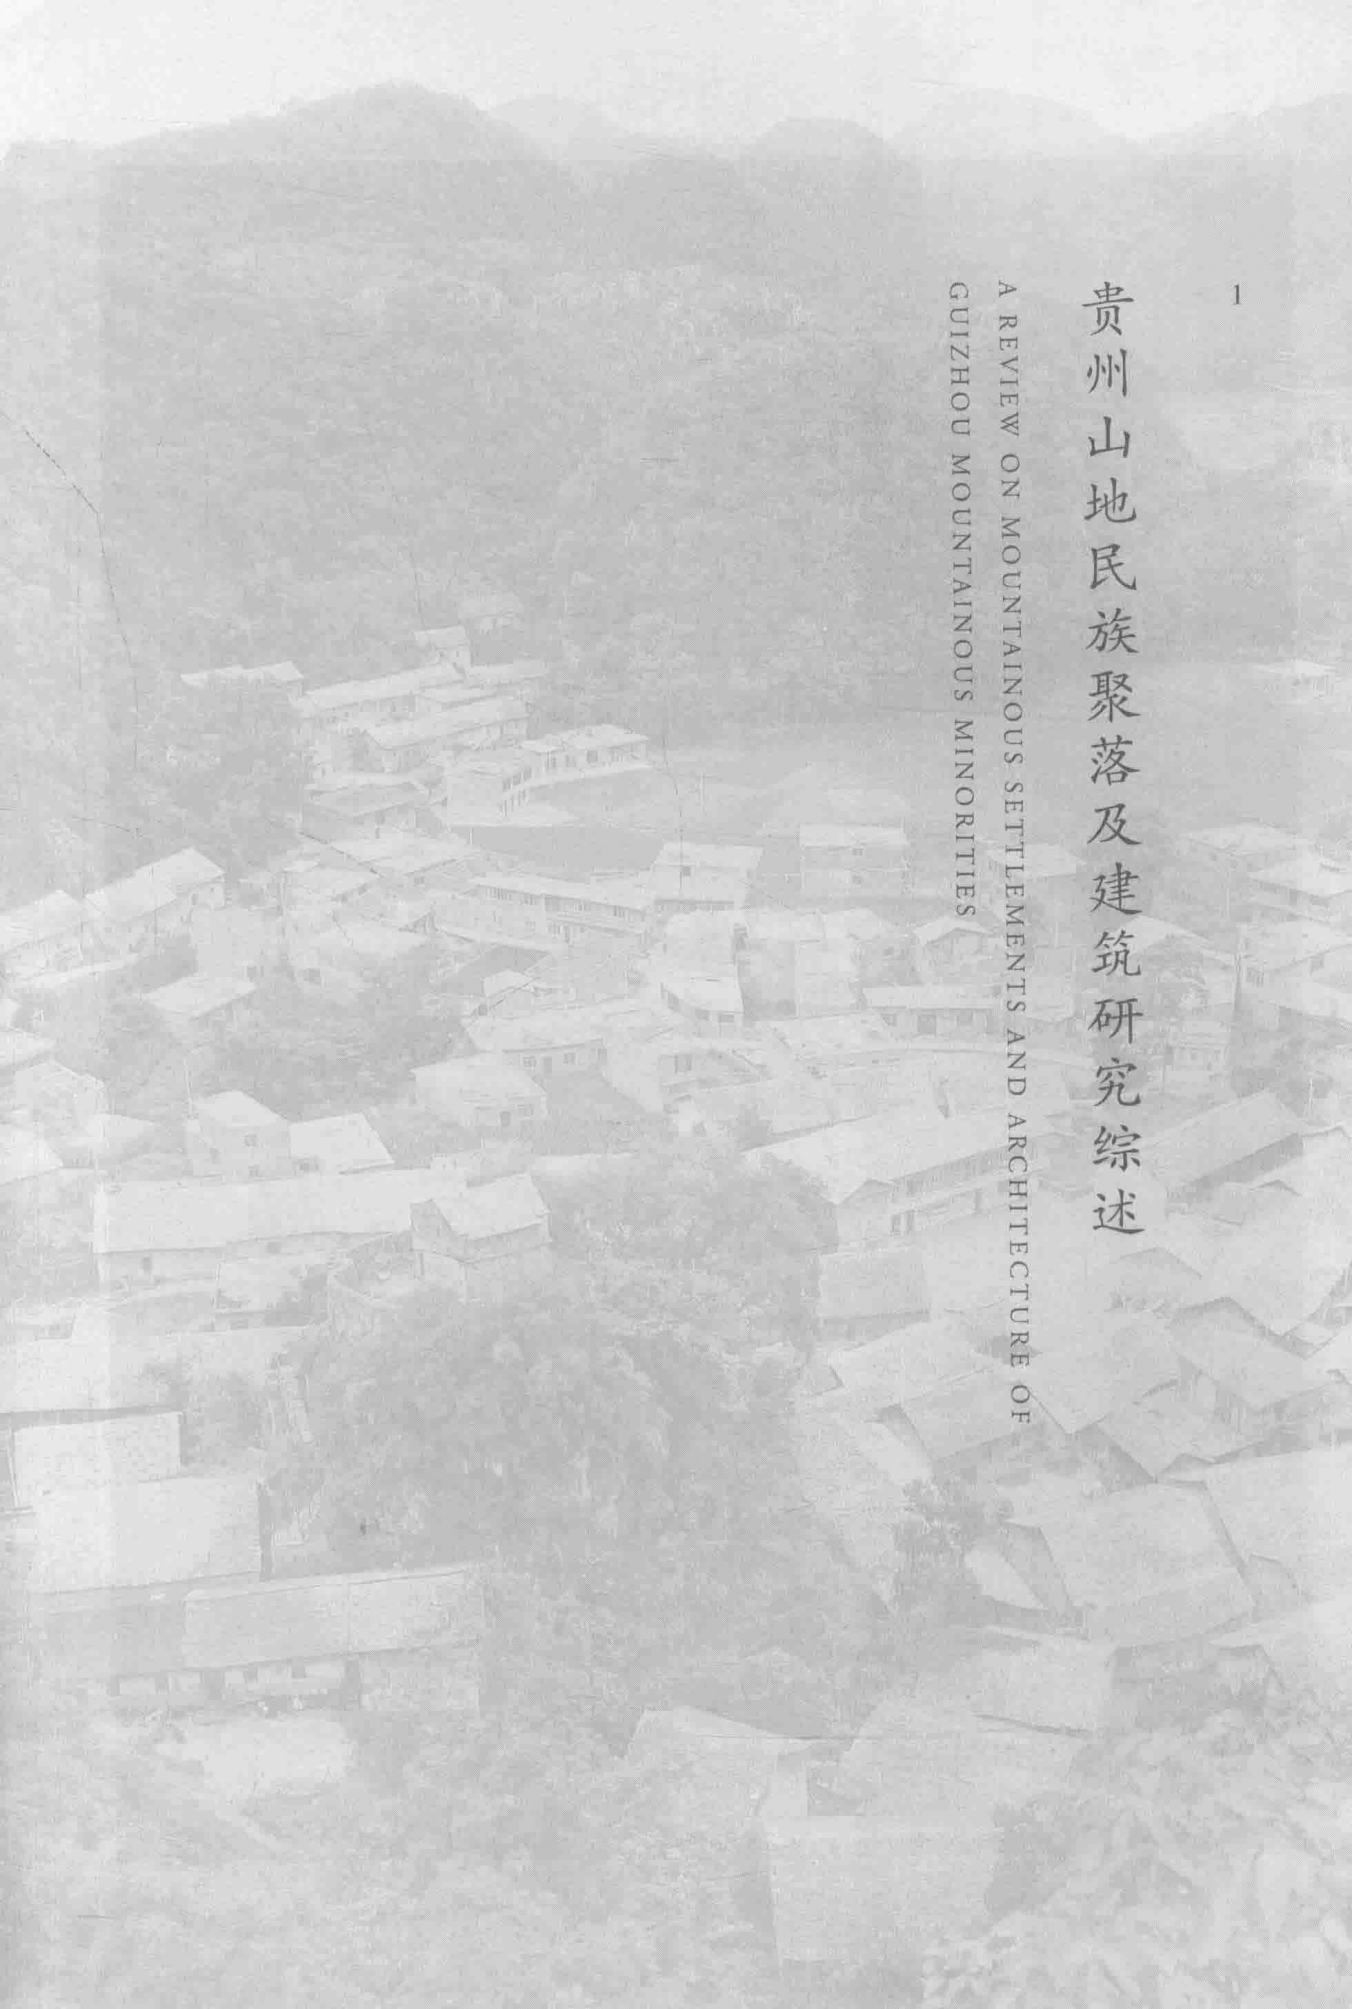 1
贵州山地民族聚落及建筑研究综述
A REVIEW ON MOUNTAINOUS SETTLEMENTS AND ARCHITECTURE OF
GUIZHOU MOUNTAINOUS MINORITIES